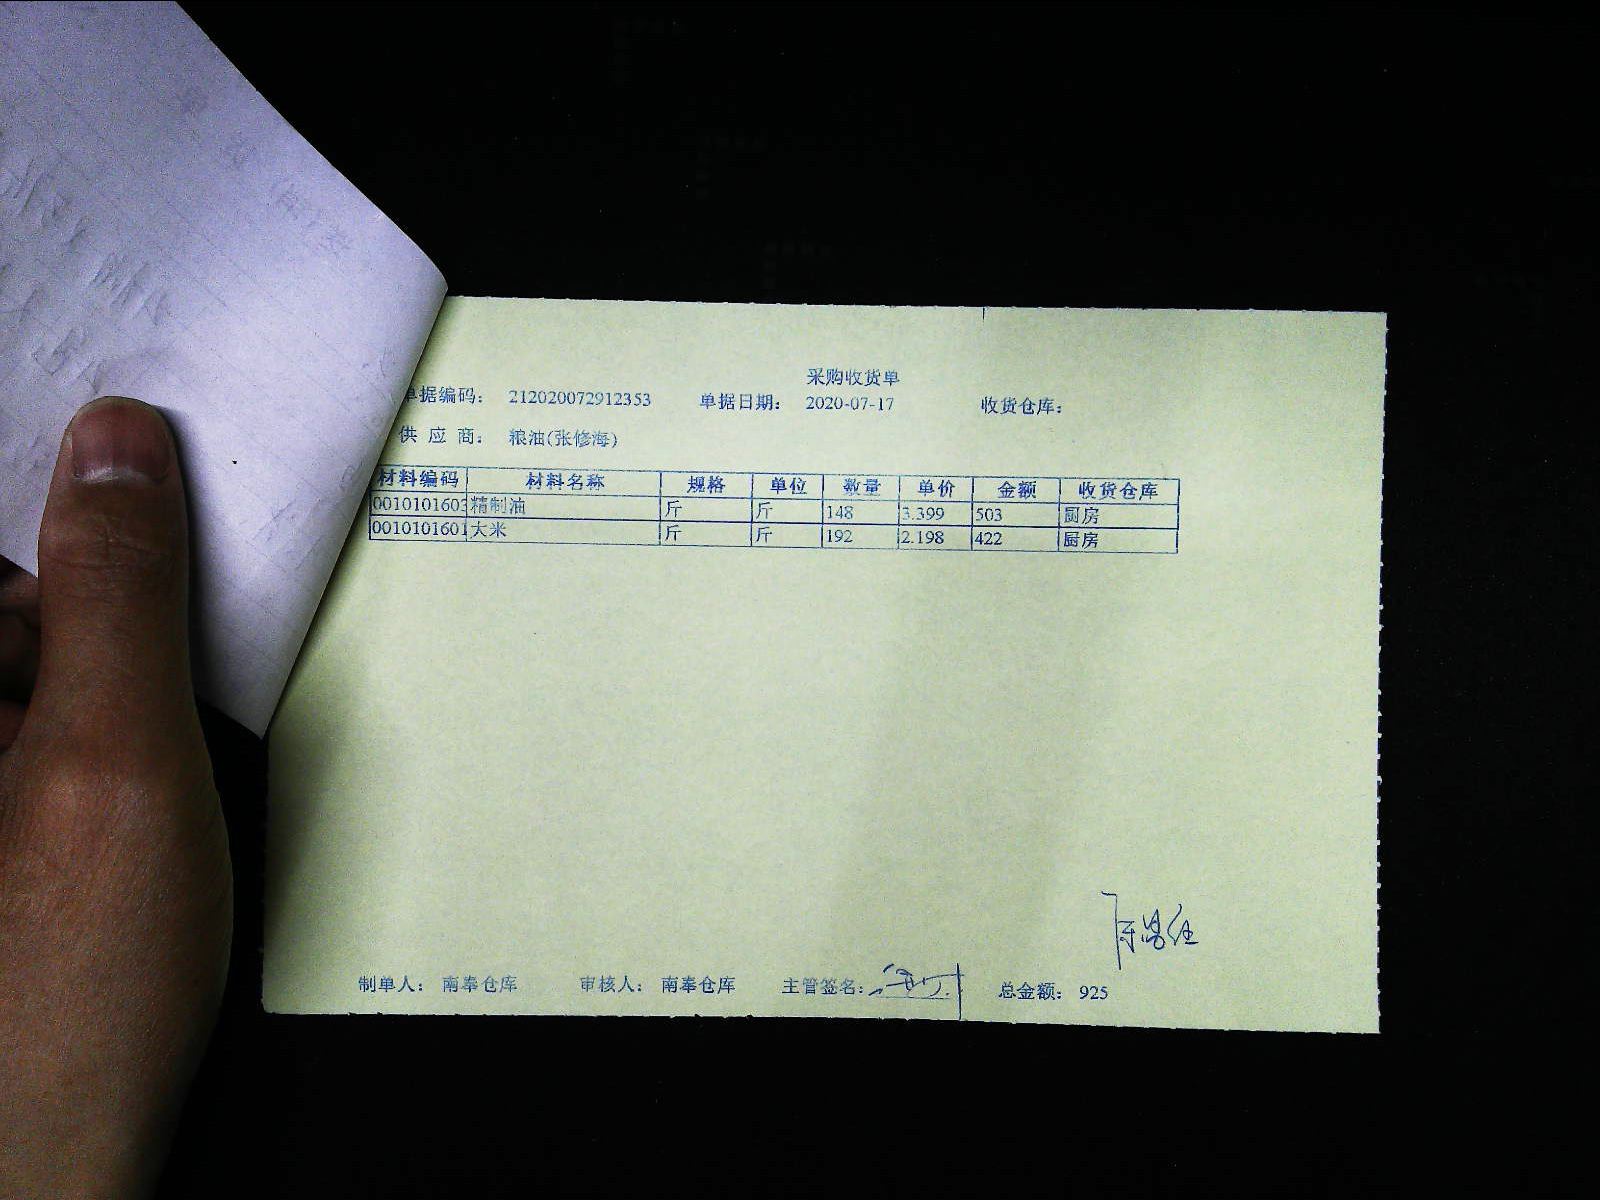 采购收货单
单据编码: 212020072912353 单据日期: 2020-07-17 收货仓库:
供应商: 粮油(张修海)
材料编码 材料名称 规格 单位 数量 单价 金额 收货仓库
0010101603 精制油 斤 斤 148 3.399 503 厨房
0010101601 大米 斤 斤 192 2.198 422 厨房
制单人: 南奉仓库 审核人: 南奉仓库 主管签名: 总金额: 925